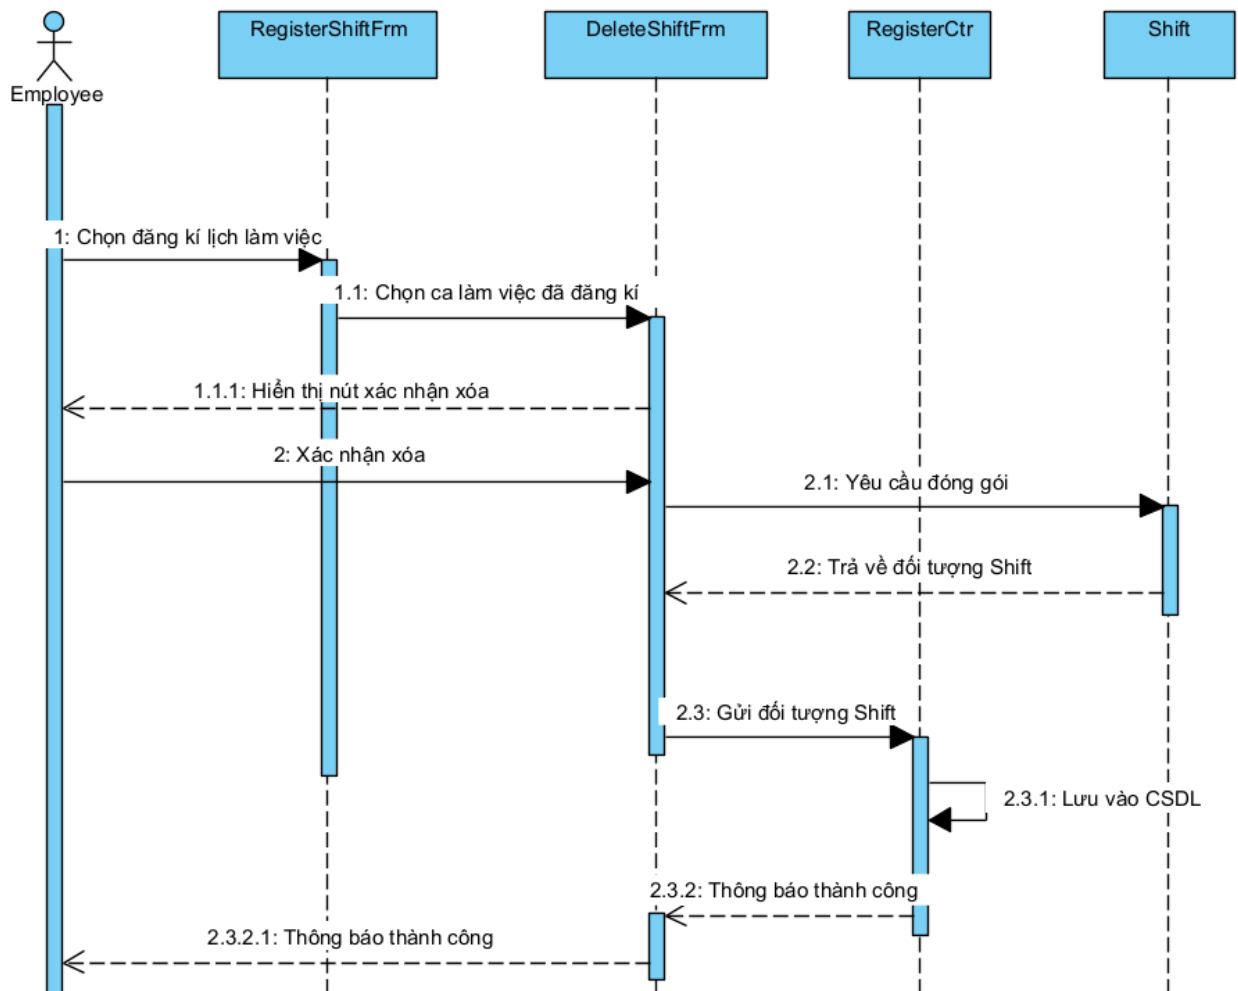 RegisterShiftFrm
DeleteShiftFrm
RegisterCtr
Shift
Employee
1: Chọn đăng kí lịch làm việc
1.1: Chọn ca làm việc đã đăng kí
1.1.1: Hiển thị nút xác nhận xóa
2: Xác nhận xóa
2.1: Yêu cầu đóng gói
2.2: Trả về đối tượng Shift
2.3: Gửi đối tượng Shift
2.3.1: Lưu vào CSDL
2.3.2: Thông báo thành công
2.3.2.1: Thông báo thành công